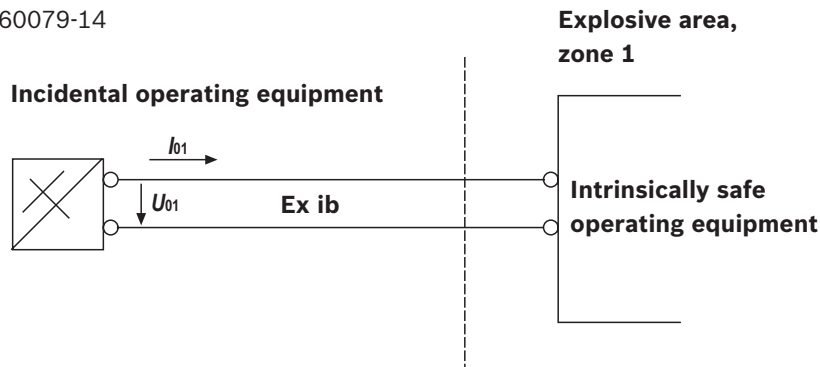 60079-14
Explosive area,
zone 1
Incidental operating equipment
I01
U01
Ex ib
Intrinsically safe
operating equipment